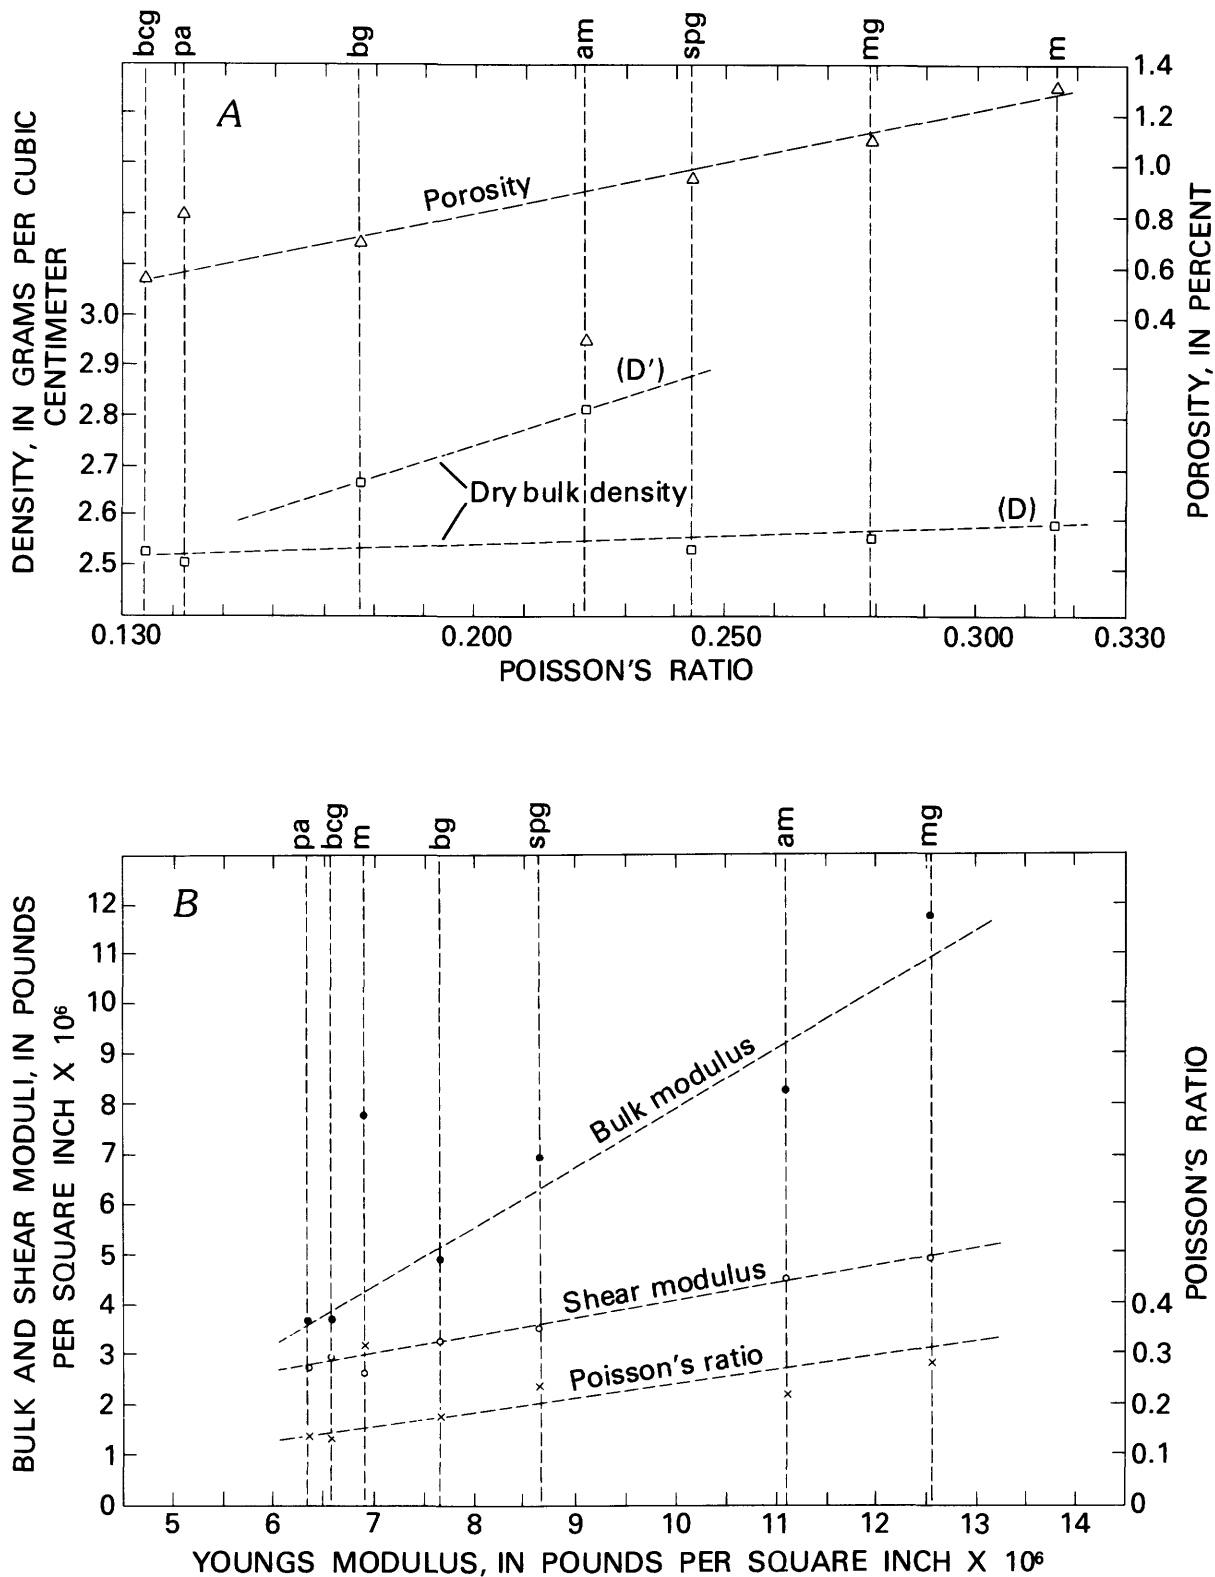 bcg pa bg am spg mg m
A
DENSITY, IN GRAMS PER CUBIC
CENTIMETER
3.0
2.9
2.8
2.7
2.6
2.5
Porosity
(D')
Dry bulk density
(D)
1.4
1.2
1.0
0.8
0.6
0.4
POROSITY, IN PERCENT
0.130 0.200 0.250 0.300 0.330
POISSON'S RATIO
pa bcg m bg spg am mg
B
BULK AND SHEAR MODULI, IN POUNDS
PER SQUARE INCH X 10⁶
12
11
10
9
8
7
6
5
4
3
2
1
0
Bulk modulus
Shear modulus
Poisson's ratio
0.4
0.3
0.2
0.1
0
POISSON'S RATIO
5 6 7 8 9 10 11 12 13 14
YOUNGS MODULUS, IN POUNDS PER SQUARE INCH X 10⁶